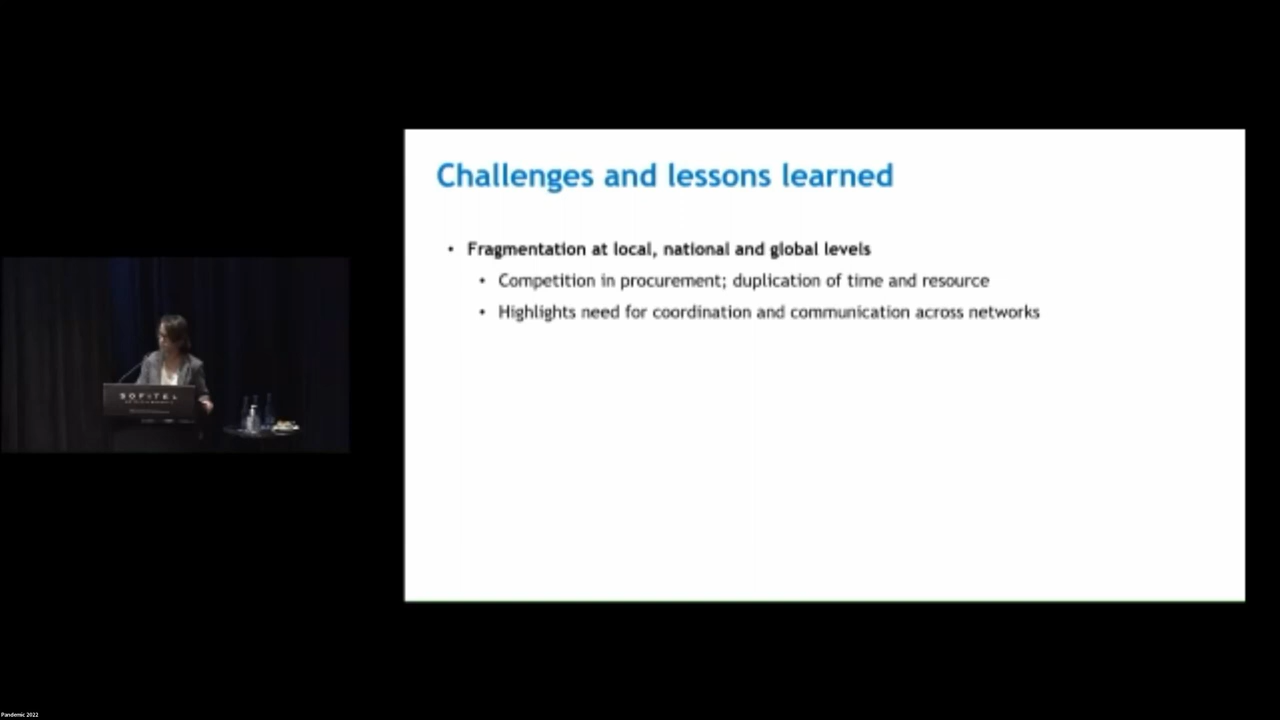 Challenges and lessons learned
• Fragmentation at local, national and global levels
• Competition in procurement; duplication of time and resource
• Highlights need for coordination and communication across networks
SOFITEL
Pandemic 2022